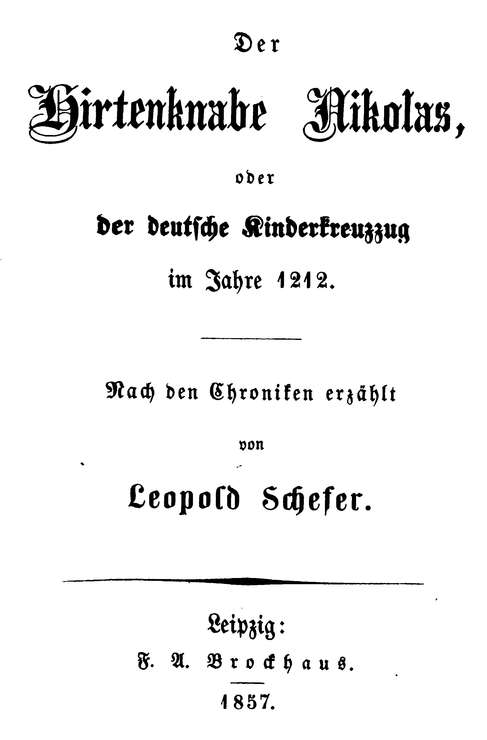 Der
Hirtenknabe Nikolas,
oder
der deutsche Kinderkreuzzug
im Jahre 1212.
Nach den Chroniken erzählt
von
Leopold Schefer.
Leipzig:
F. A. Brockhaus.
1857.